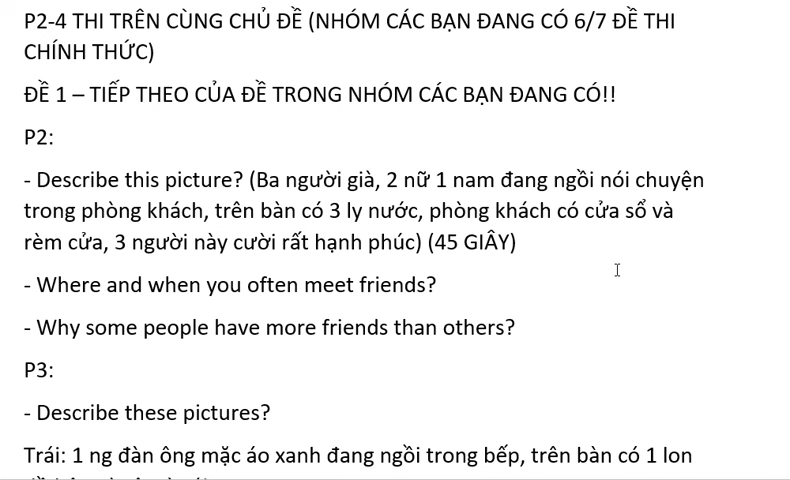 P2-4 THI TRÊN CÙNG CHỦ ĐỀ (NHÓM CÁC BẠN ĐANG CÓ 6/7 ĐỀ THI
CHÍNH THỨC)
ĐỀ 1 – TIẾP THEO CỦA ĐỀ TRONG NHÓM CÁC BẠN ĐANG CÓ!!
P2:
- Describe this picture? (Ba người già, 2 nữ 1 nam đang ngồi nói chuyện
trong phòng khách, trên bàn có 3 ly nước, phòng khách có cửa sổ và
rèm cửa, 3 người này cười rất hạnh phúc) (45 GIÂY)
- Where and when you often meet friends?
- Why some people have more friends than others?
P3:
- Describe these pictures?
Trái: 1 ng đàn ông mặc áo xanh đang ngồi trong bếp, trên bàn có 1 lon